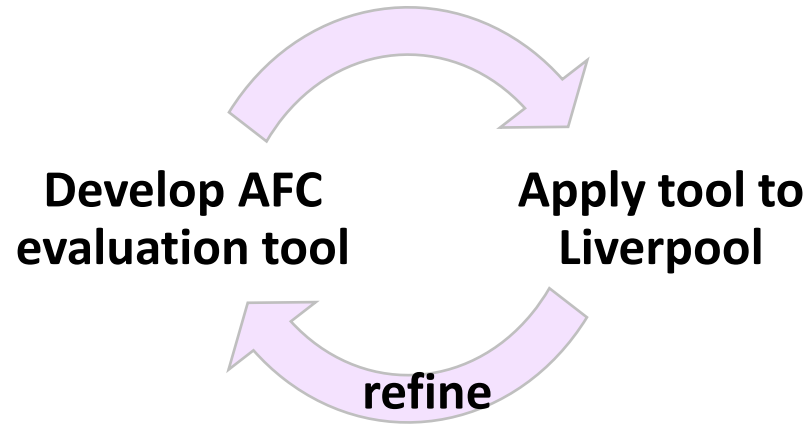 Develop AFC
evaluation tool
Apply tool to
Liverpool
refine